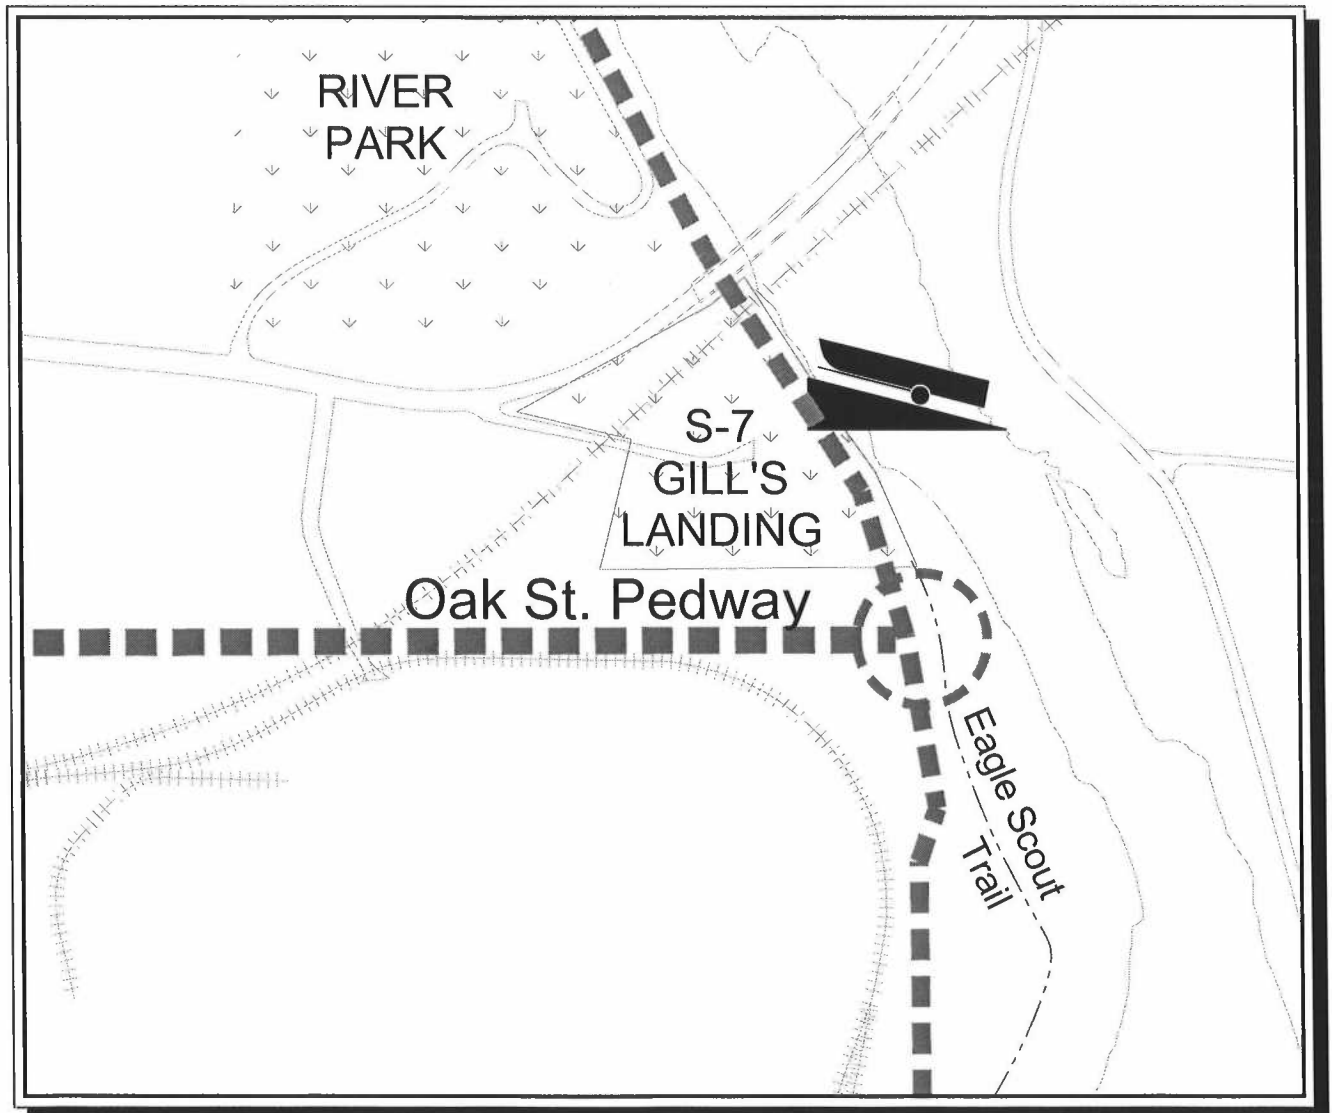 RIVER
PARK
S-7
GILL'S
LANDING
Oak St. Pedway
Eagle Scout
Trail